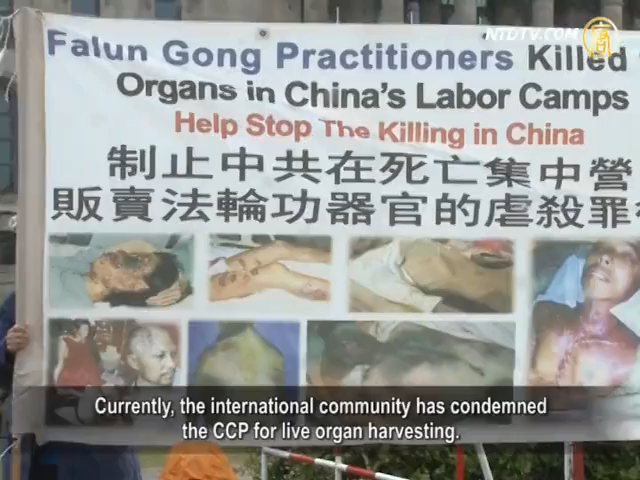 NTDTV.COM
Falun Gong Practitioners Killed
Organs in China's Labor Camps
Help Stop The Killing in China
制止中共在死亡集中營
販賣法輪功器官的虐殺罪
Currently, the international community has condemned
the CCP for live organ harvesting.